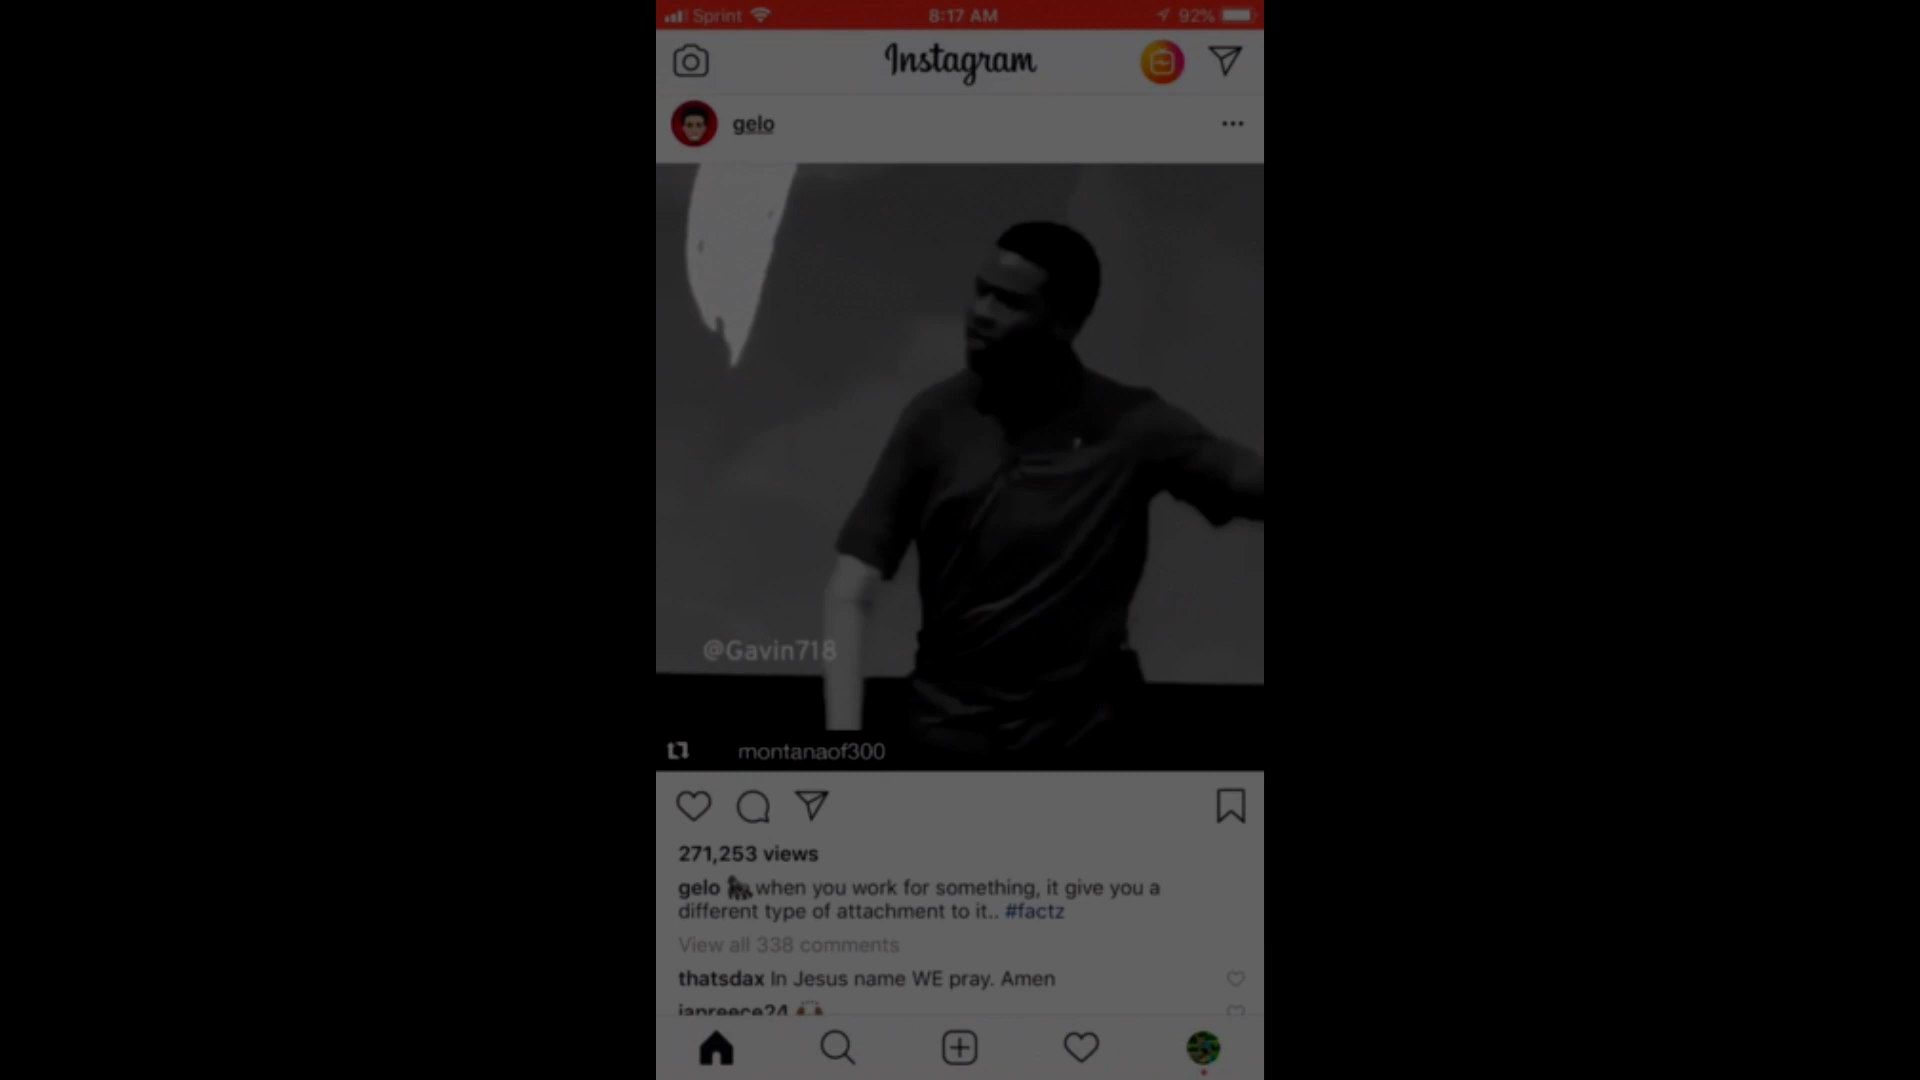 Sprint
8:17 AM
92%
Instagram
gelo
@Gavin718
montanaof300
271,253 views
gelo 🦍when you work for something, it give you a
different type of attachment to it.. #factz
View all 338 comments
thatsdax In Jesus name WE pray. Amen
japreece24